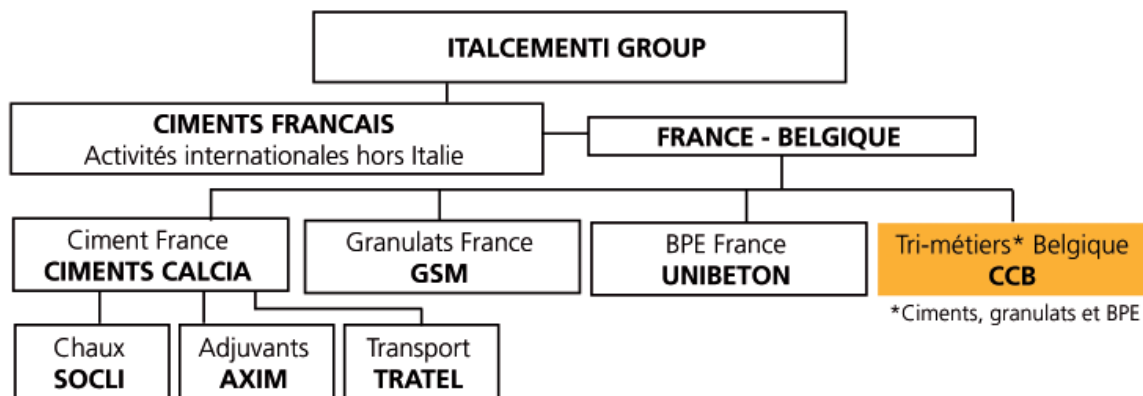 ITALCEMENTI GROUP
CIMENTS FRANCAIS
Activités internationales hors Italie
FRANCE - BELGIQUE
Ciment France
CIMENTS CALCIA
Granulats France
GSM
BPE France
UNIBETON
Tri-métiers* Belgique
CCB
*Ciments, granulats et BPE
Chaux
SOCLI
Adjuvants
AXIM
Transport
TRATEL